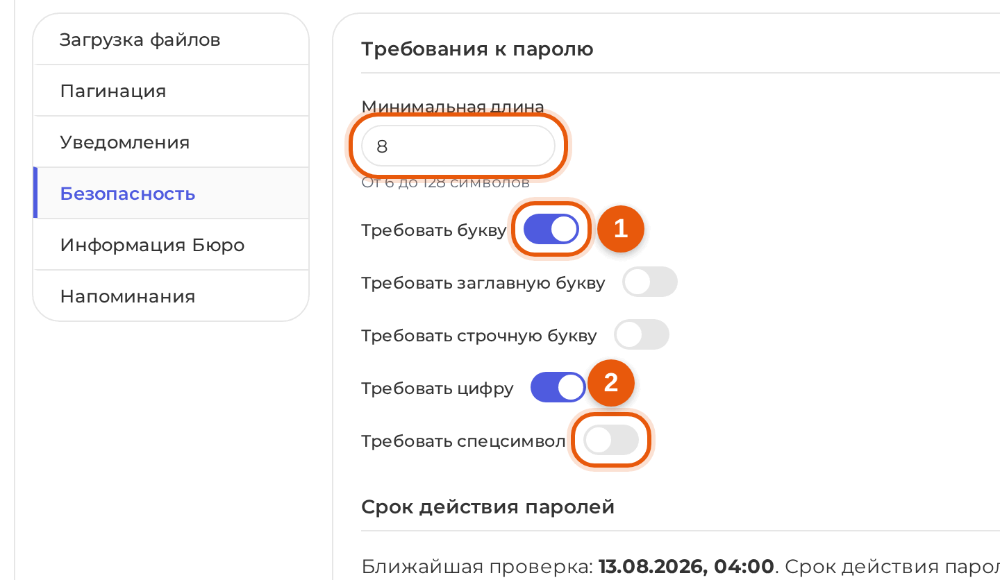 Загрузка файлов
Пагинация
Уведомления
Безопасность
Информация Бюро
Напоминания
Требования к паролю
Минимальная длина
8
От 6 до 128 символов
Требовать букву
1
Требовать заглавную букву
Требовать строчную букву
Требовать цифру
2
Требовать спецсимвол
Срок действия паролей
Ближайшая проверка: 13.08.2026, 04:00. Срок действия